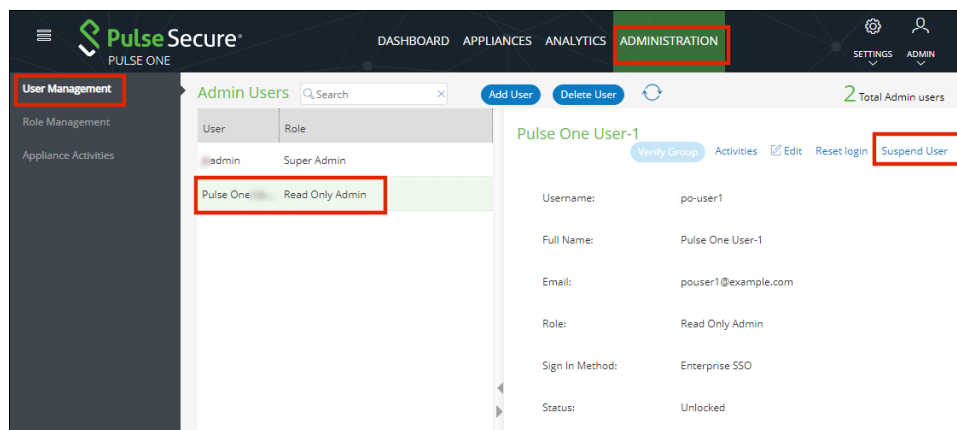 Pulse Secure®
PULSE ONE
DASHBOARD APPLIANCES ANALYTICS ADMINISTRATION
SETTINGS ADMIN
User Management
Role Management
Appliance Activities
Admin Users Search × Add User Delete User 2 Total Admin users
User Role
admin Super Admin
Pulse One Read Only Admin
Pulse One User-1
Verify Group Activities Edit Reset login Suspend User
Username: po-user1
Full Name: Pulse One User-1
Email: pouser1@example.com
Role: Read Only Admin
Sign In Method: Enterprise SSO
Status: Unlocked